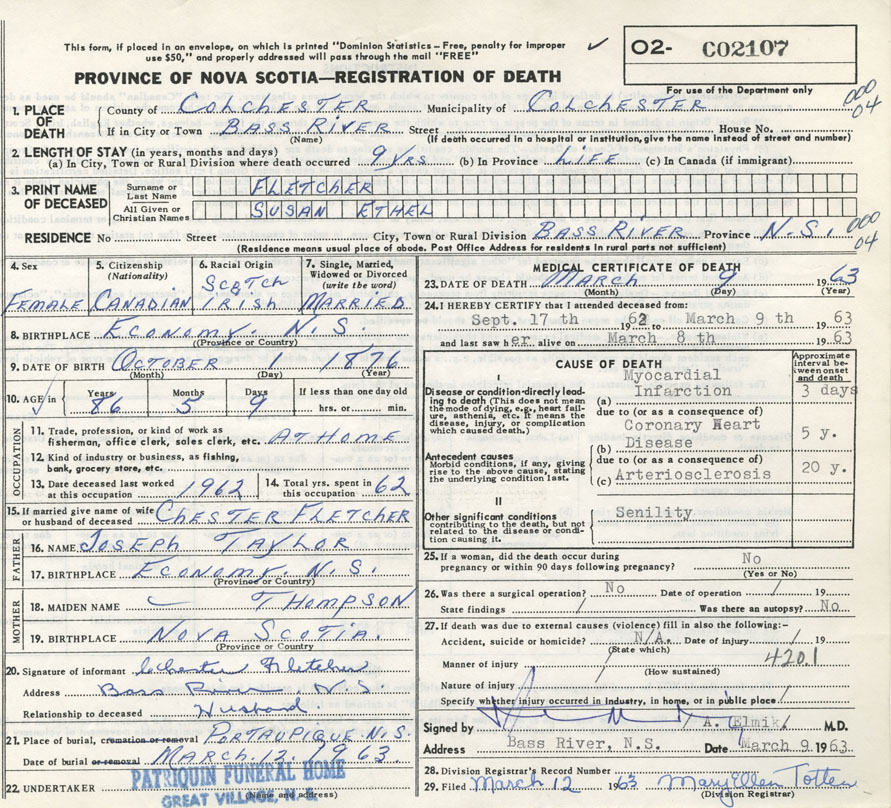 This form, if placed in an envelope, on which is printed "Dominion Statistics – Free, penalty for improper
use $50," and properly addressed will pass through the mail "FREE"
✓
O2- C02107
PROVINCE OF NOVA SCOTIA—REGISTRATION OF DEATH
For use of the Department only
1. PLACE OF DEATH
County of COLCHESTER Municipality of COLCHESTER
000 04
If in City or Town BASS RIVER Street House No.
(Name) (If death occurred in a hospital or institution, give the name instead of street and number)
2. LENGTH OF STAY (in years, months and days)
(a) In City, Town or Rural Division where death occurred 9 YRS (b) In Province LIFE (c) In Canada (if immigrant)
3. PRINT NAME OF DECEASED
Surname or Last Name FLETCHER
All Given or Christian Names SUSAN ETHEL
RESIDENCE No Street City, Town or Rural Division BASS RIVER Province N.S.
000 04
(Residence means usual place of abode. Post Office Address for residents in rural parts not sufficient)
4. Sex FEMALE
5. Citizenship (Nationality) CANADIAN
6. Racial Origin SCOTCH IRISH
7. Single, Married, Widowed or Divorced (write the word) MARRIED
8. BIRTHPLACE ECONOMY. N.S.
(Province or Country)
9. DATE OF BIRTH OCTOBER 1 1876
(Month) (Day) (Year)
10. AGE in Years 86 Months 5 Days 9 If less than one day old
hrs. or min.
OCCUPATION
11. Trade, profession, or kind of work as
fisherman, office clerk, sales clerk, etc. AT HOME
12. Kind of industry or business, as fishing,
bank, grocery store, etc.
13. Date deceased last worked at this occupation 1962
14. Total yrs. spent in this occupation 62
15. If married give name of wife
or husband of deceased CHESTER FLETCHER
FATHER
16. NAME JOSEPH TAYLOR
17. BIRTHPLACE ECONOMY. N.S.
(Province or Country)
MOTHER
18. MAIDEN NAME — THOMPSON
19. BIRTHPLACE NOVA SCOTIA.
(Province or Country)
20. Signature of informant Chester Fletcher
Address Bass River, N.S.
Relationship to deceased Husband
21. Place of burial, cremation or removal PORTAUPIQUE N.S.
Date of burial or removal MARCH 12, 1963.
22. UNDERTAKER PATRIQUIN FUNERAL HOME
GREAT VILLAGE, N.S.
(Name and address)
MEDICAL CERTIFICATE OF DEATH
23. DATE OF DEATH MARCH 9 1963
(Month) (Day) (Year)
24. I HEREBY CERTIFY that I attended deceased from:
Sept. 17 th 1962 to March 9 th 1963
and last saw her alive on March 8 th 1963
CAUSE OF DEATH
Approximate interval between onset and death
I
Disease or condition-directly leading to death (This does not mean the mode of dying, e.g., heart failure, asthenia, etc. It means the disease, injury, or complication which caused death.)
(a) Myocardial Infarction 3 days
due to (or as a consequence of)
Antecedent causes
Morbid conditions, if any, giving rise to the above cause, stating the underlying condition last.
(b) Coronary Heart Disease 5 y.
due to (or as a consequence of)
(c) Arteriosclerosis 20 y.
II
Other significant conditions
contributing to the death, but not related to the disease or condition causing it.
Senility
25. If a woman, did the death occur during
pregnancy or within 90 days following pregnancy? No
(Yes or No)
26. Was there a surgical operation? No Date of operation / 19
State findings / Was there an autopsy? No
27. If death was due to external causes (violence) fill in also the following:-
Accident, suicide or homicide? N/A. Date of injury / 19
(State which)
Manner of injury / 4201
(How sustained)
Nature of injury /
Specify whether injury occurred in industry, in home, or in public place /
Signed by A. Elmik/ M.D.
Address Bass River, N.S. Date March 9 1963.
28. Division Registrar's Record Number
29. Filed March 12 1963 Mary Ellen Totten
(Division Registrar)